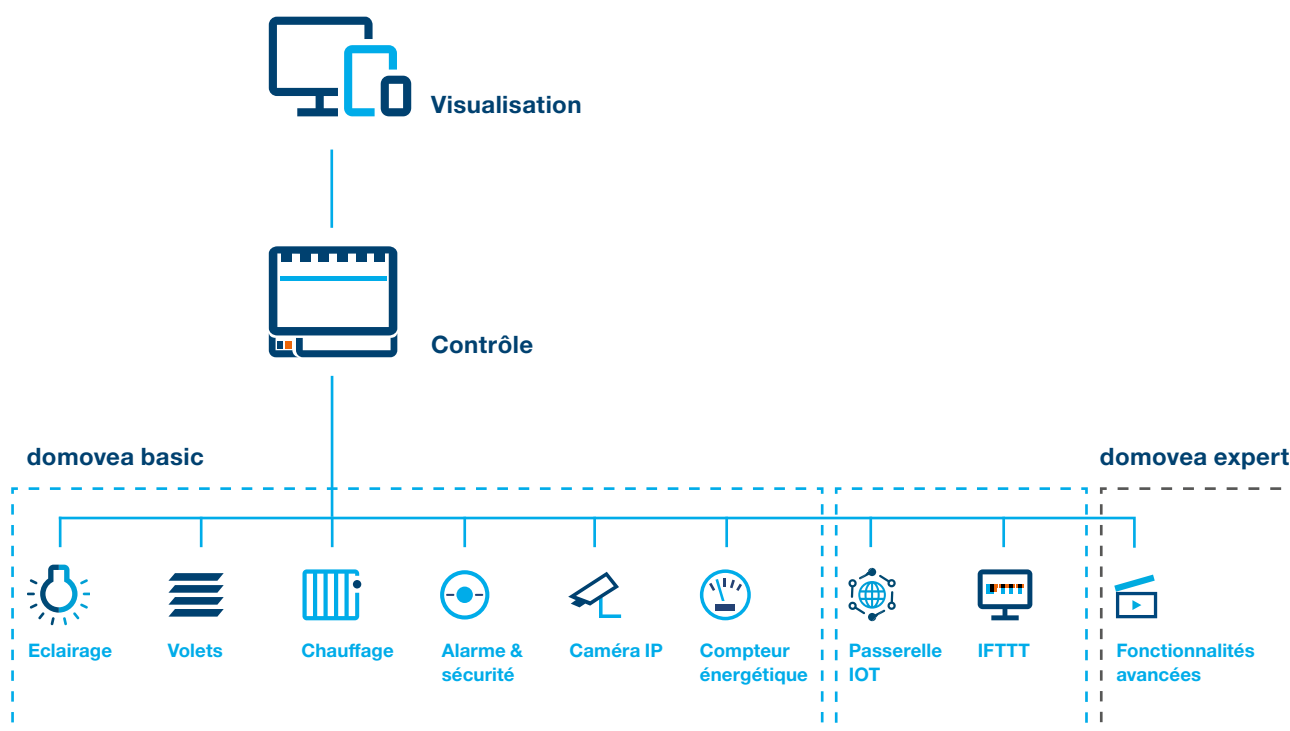 Visualisation
Contrôle
domovea basic
domovea expert
Eclairage
Volets
Chauffage
Alarme &
sécurité
Caméra IP
Compteur
énergétique
Passerelle
IOT
IFTTT
Fonctionnalités
avancées